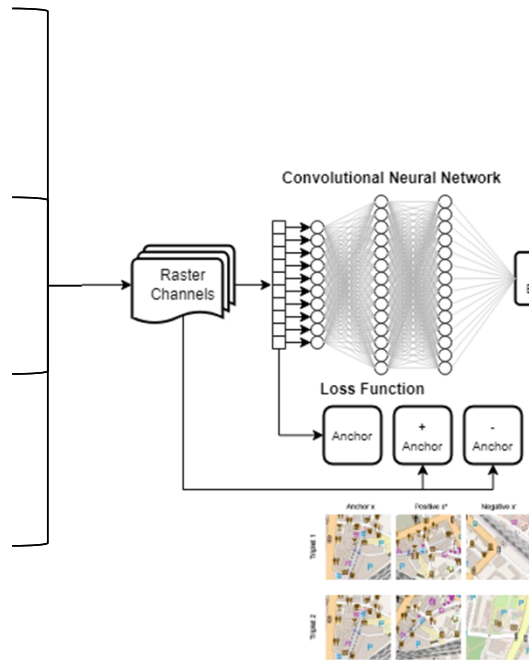 Convolutional Neural Network
Raster
Channels
E
Loss Function
Anchor
+
Anchor
-
Anchor
Anchor x
Positive x⁺
Negative x⁻
Triplet 1
Triplet 2